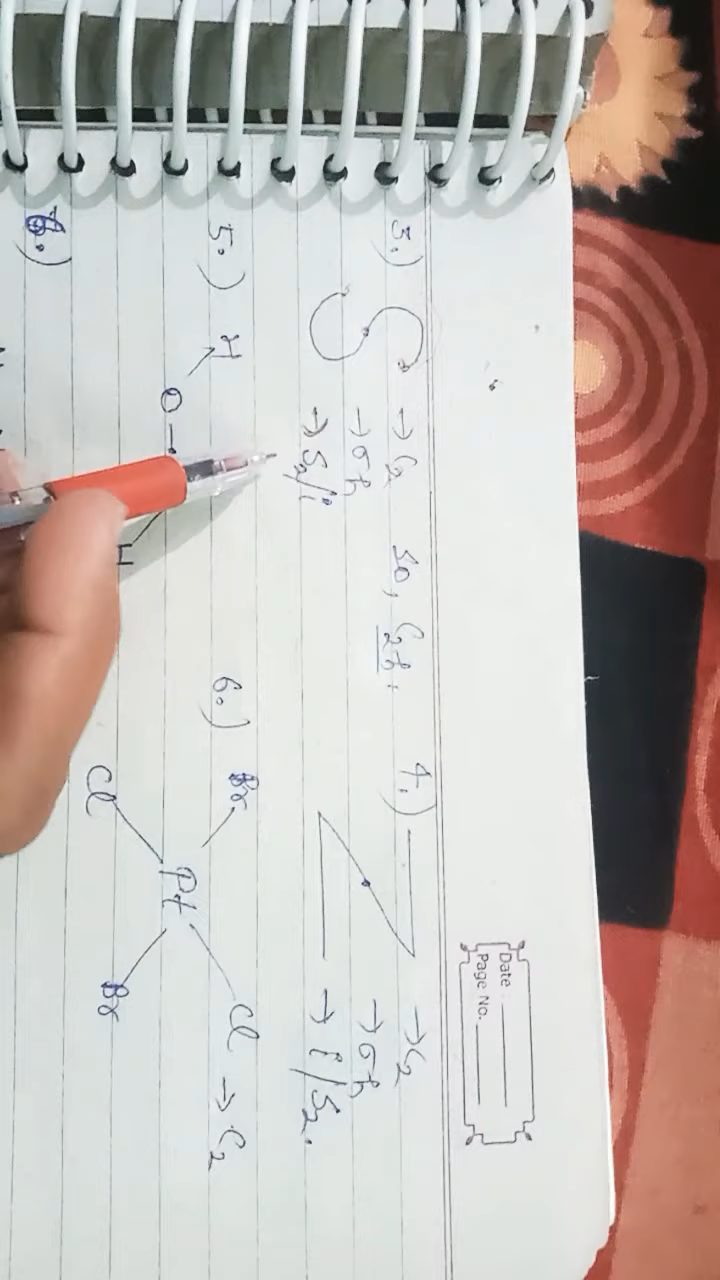 Date :
Page No.
3.) → C2 so, C2h. 4.) → C2
→ σh → σh
→ S2/i → i/S2.
5.) H 6.) Br Cl → C2
O Pt
H Cl Br
6.)